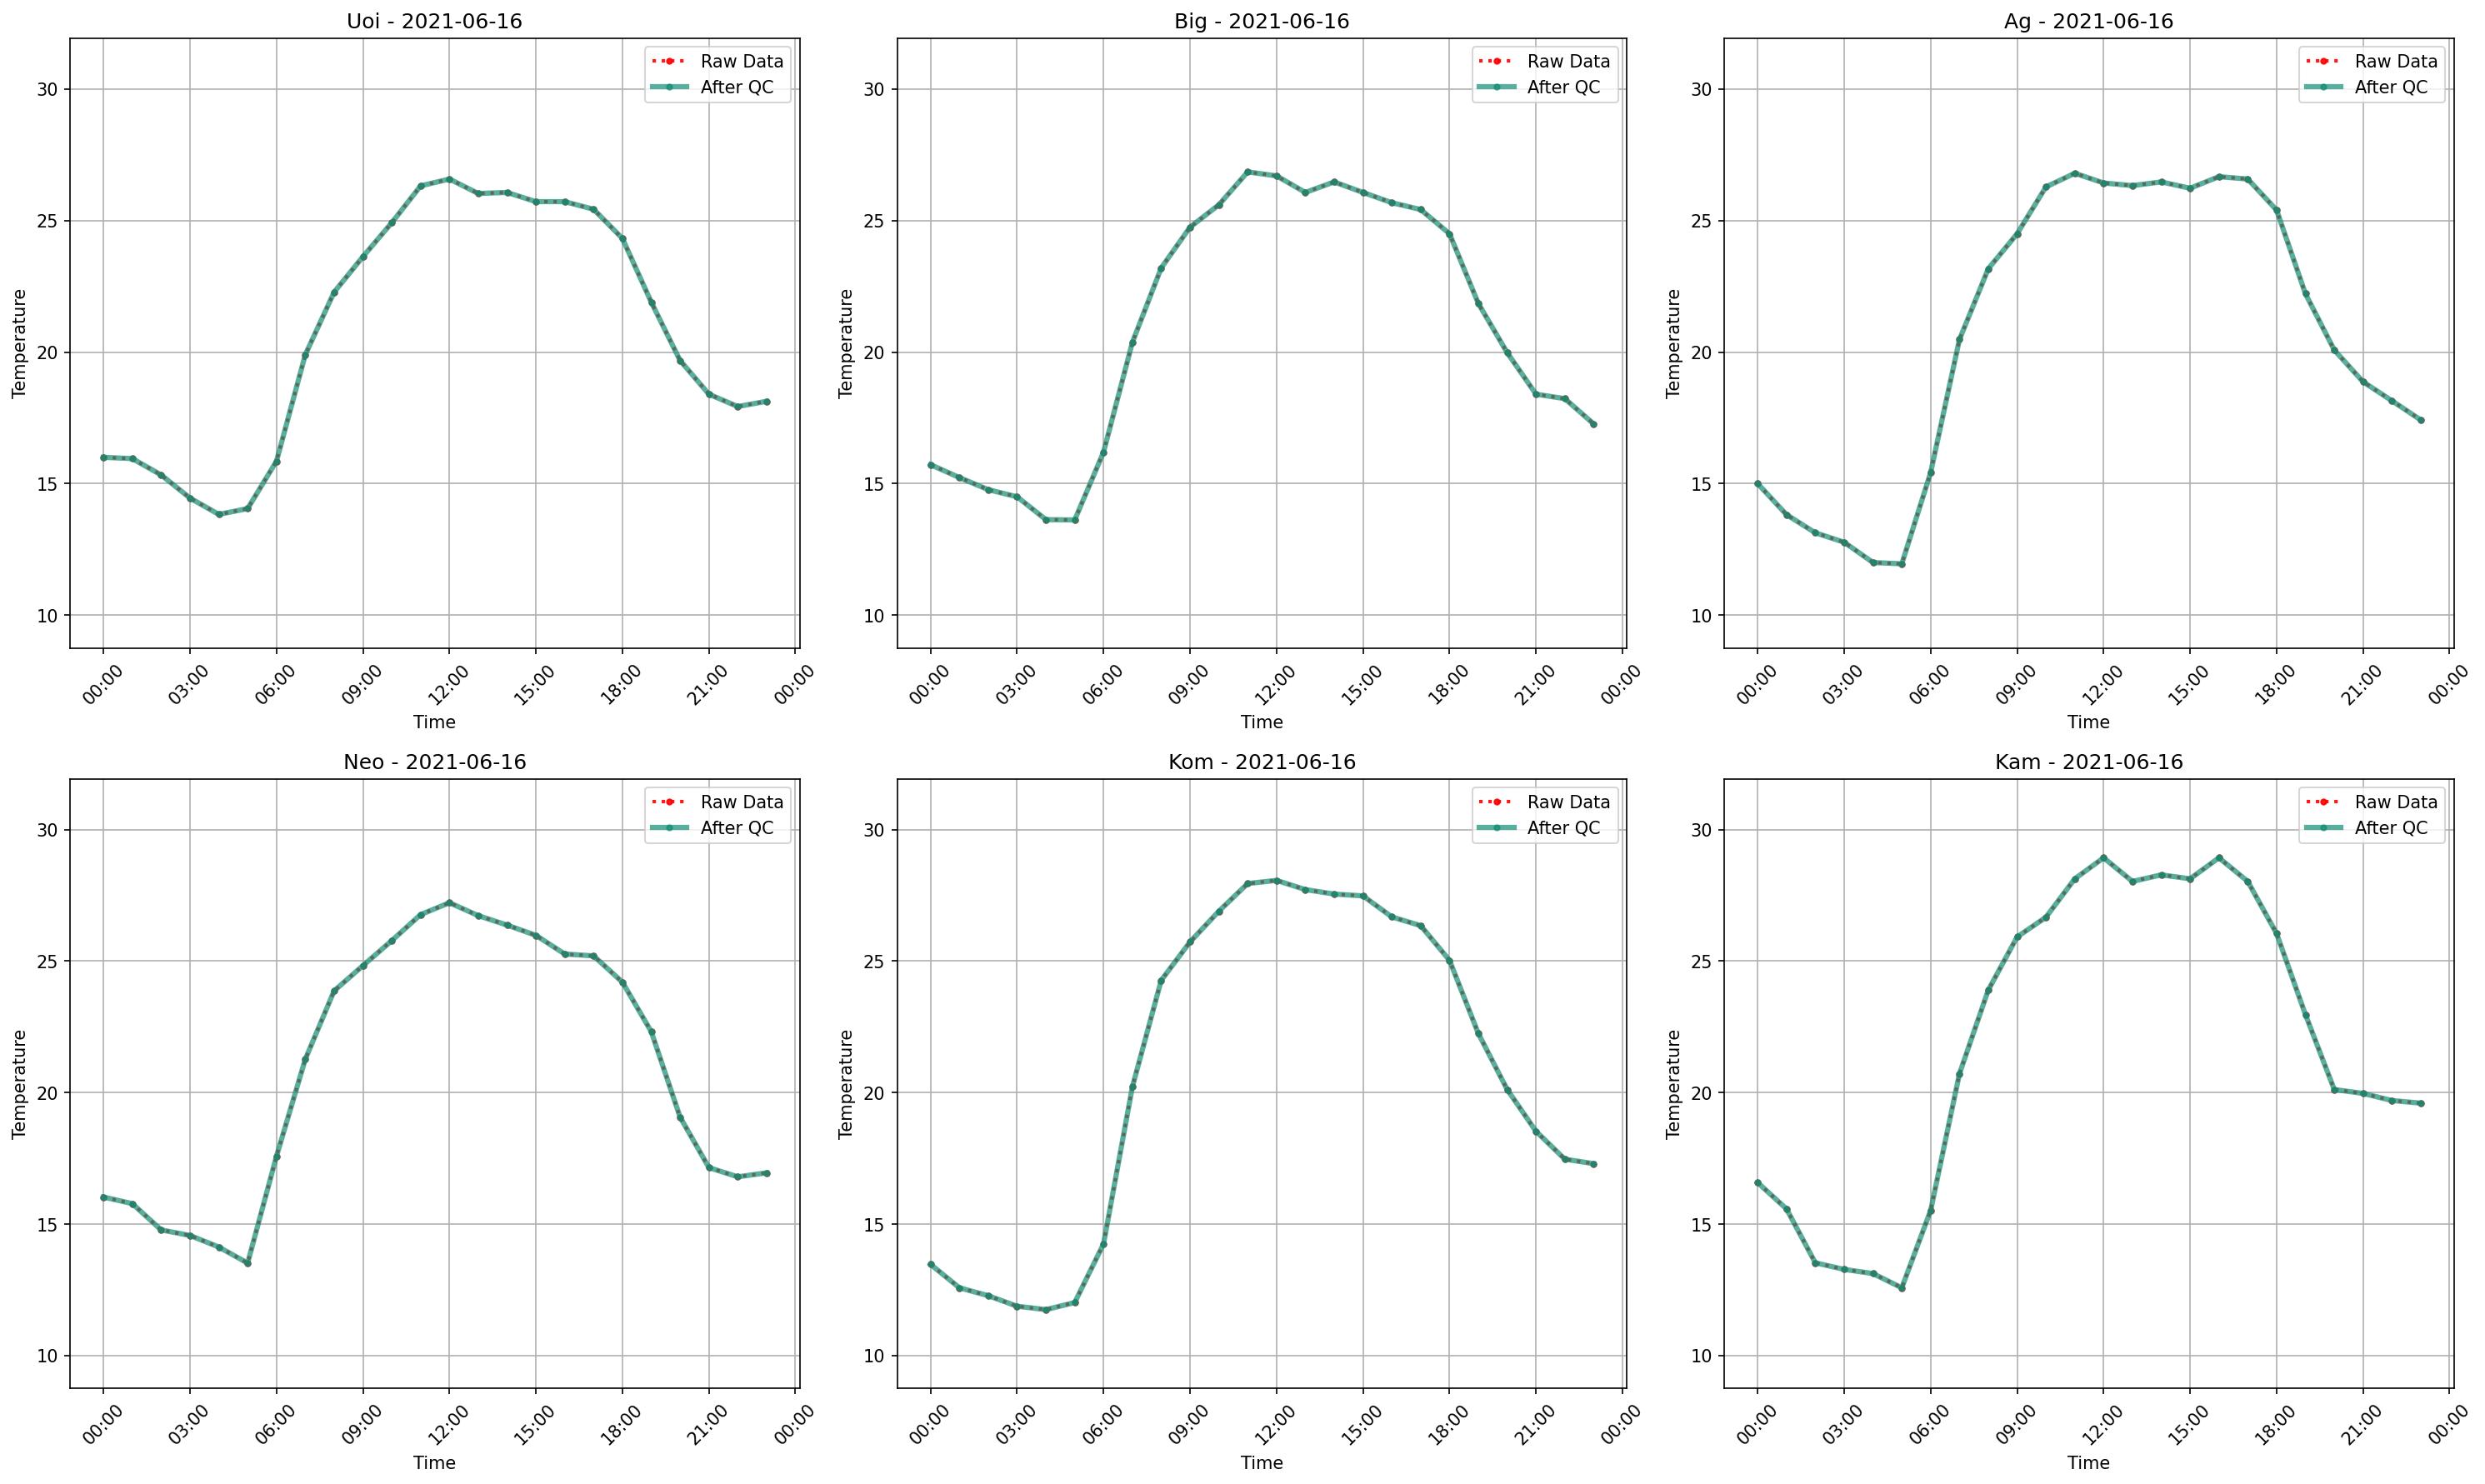 Uoi - 2021-06-16
Raw Data
After QC
30
25
20
15
10
Temperature
00:00
03:00
06:00
09:00
12:00
15:00
18:00
21:00
00:00
Time
Big - 2021-06-16
Raw Data
After QC
30
25
20
15
10
Temperature
00:00
03:00
06:00
09:00
12:00
15:00
18:00
21:00
00:00
Time
Ag - 2021-06-16
Raw Data
After QC
30
25
20
15
10
Temperature
00:00
03:00
06:00
09:00
12:00
15:00
18:00
21:00
00:00
Time
Neo - 2021-06-16
Raw Data
After QC
30
25
20
15
10
Temperature
00:00
03:00
06:00
09:00
12:00
15:00
18:00
21:00
00:00
Time
Kom - 2021-06-16
Raw Data
After QC
30
25
20
15
10
Temperature
00:00
03:00
06:00
09:00
12:00
15:00
18:00
21:00
00:00
Time
Kam - 2021-06-16
Raw Data
After QC
30
25
20
15
10
Temperature
00:00
03:00
06:00
09:00
12:00
15:00
18:00
21:00
00:00
Time